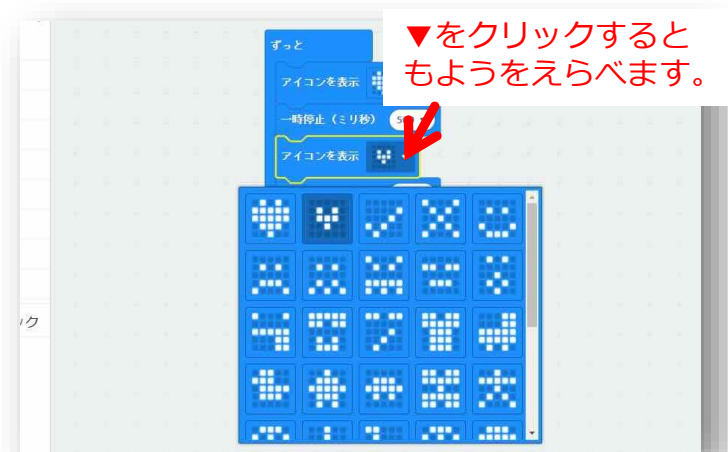 ずっと
▼をクリックすると
もようをえらべます。
アイコンを表示
一時停止（ミリ秒）
アイコンを表示
ック